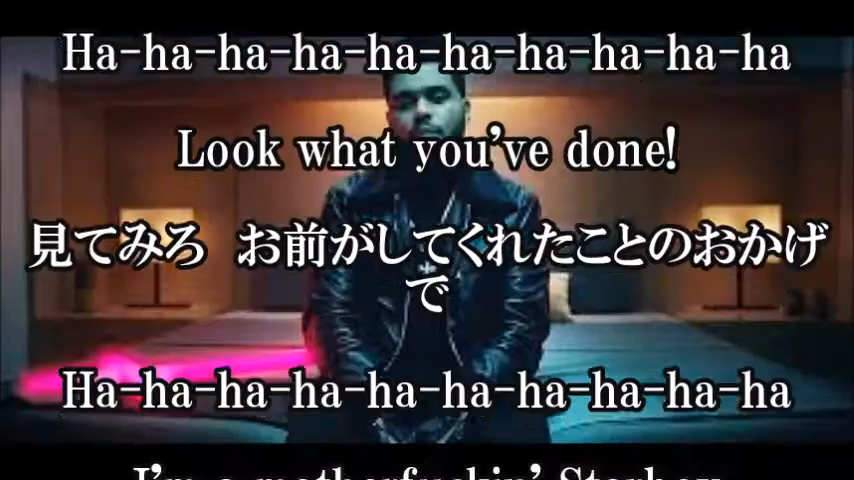 Ha-ha-ha-ha-ha-ha-ha-ha-ha-ha
Look what you've done!
見てみろ　お前がしてくれたことのおかげ
で
Ha-ha-ha-ha-ha-ha-ha-ha-ha-ha
I'm a motherfuckin' Starboy